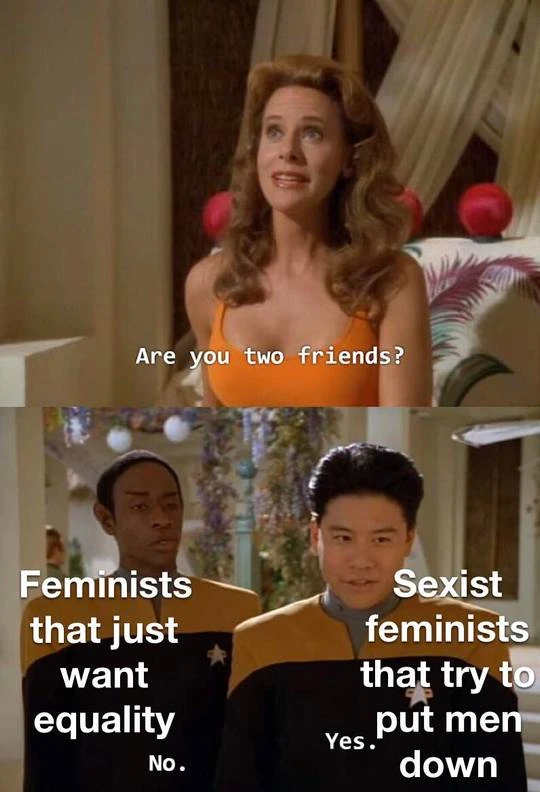 Are you two friends?
Feminists
that just
want
equality
No.
Sexist
feminists
that try to
put men
down
Yes.